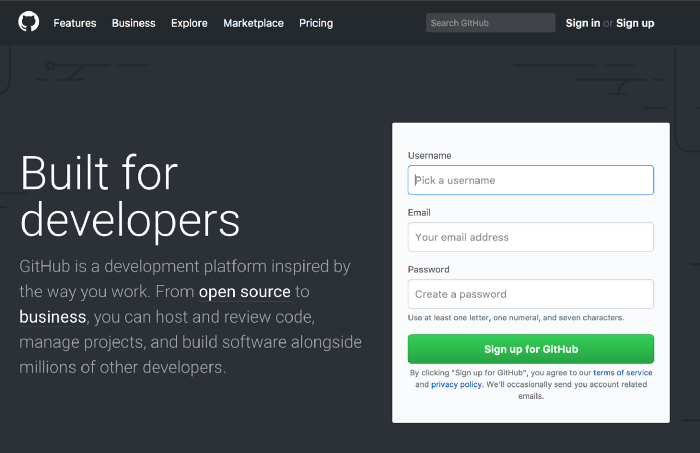 Features Business Explore Marketplace Pricing Search GitHub Sign in or Sign up
Built for
developers
GitHub is a development platform inspired by
the way you work. From open source to
business, you can host and review code,
manage projects, and build software alongside
millions of other developers.
Username
Pick a username
Email
Your email address
Password
Create a password
Use at least one letter, one numeral, and seven characters.
Sign up for GitHub
By clicking "Sign up for GitHub", you agree to our terms of service
and privacy policy. We'll occasionally send you account related
emails.